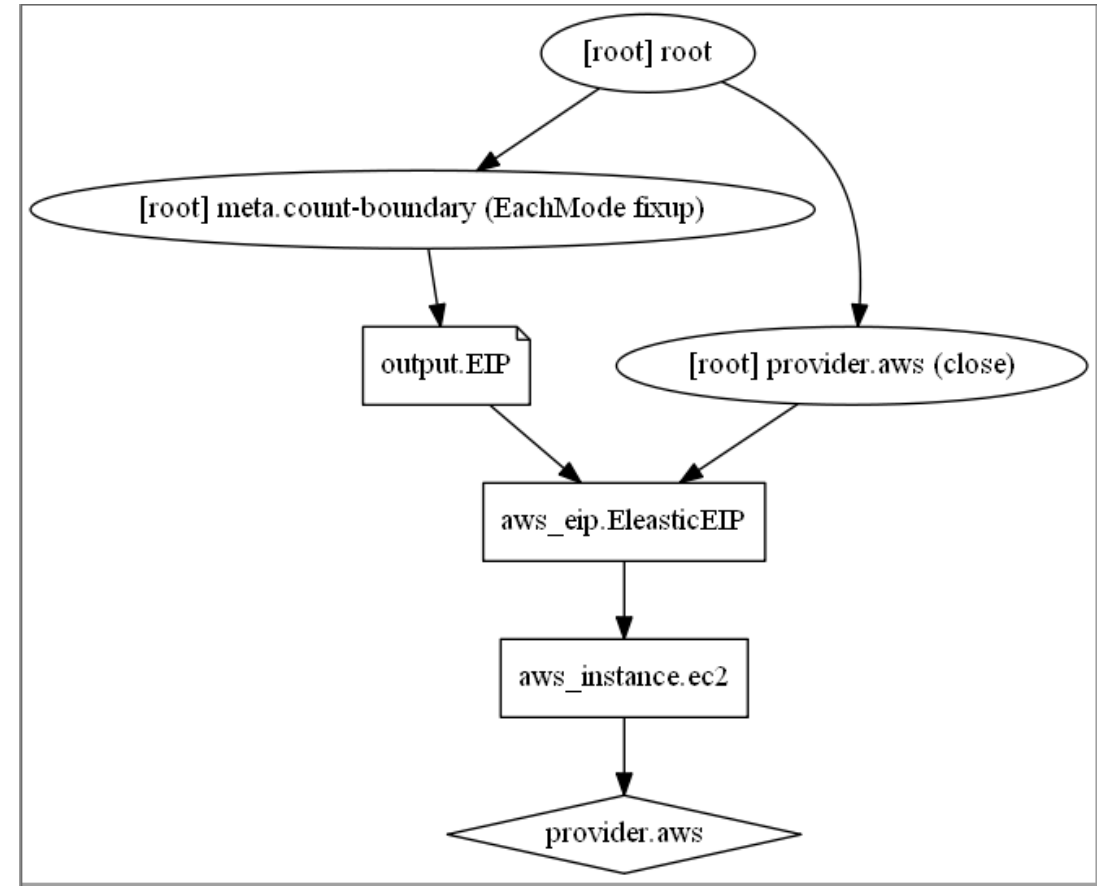 [root] root
[root] meta.count-boundary (EachMode fixup)
output.EIP
[root] provider.aws (close)
aws_eip.EleasticEIP
aws_instance.ec2
provider.aws